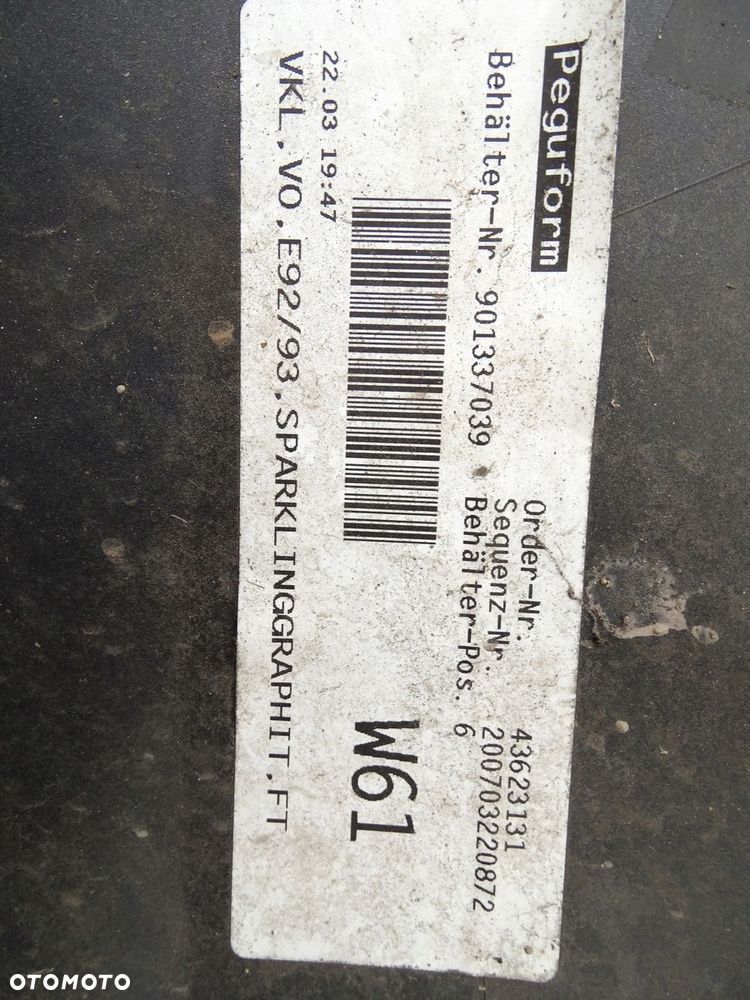 Peguform
Behälter-Nr. 901337039
Order-Nr. 43623131
Sequenz-Nr. 200703220872
Behälter-Pos. 6
22.03 19:47
W61
VKL,VO,E92/93,SPARKLINGGRAPHIT,FT
OTOMOTO